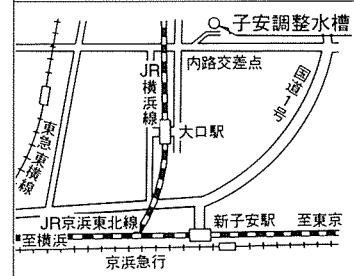 子安調整水槽
内路交差点
JR横浜線
国道1号
東急東横線
大口駅
JR京浜東北線
新子安駅
至東京
至横浜
京浜急行